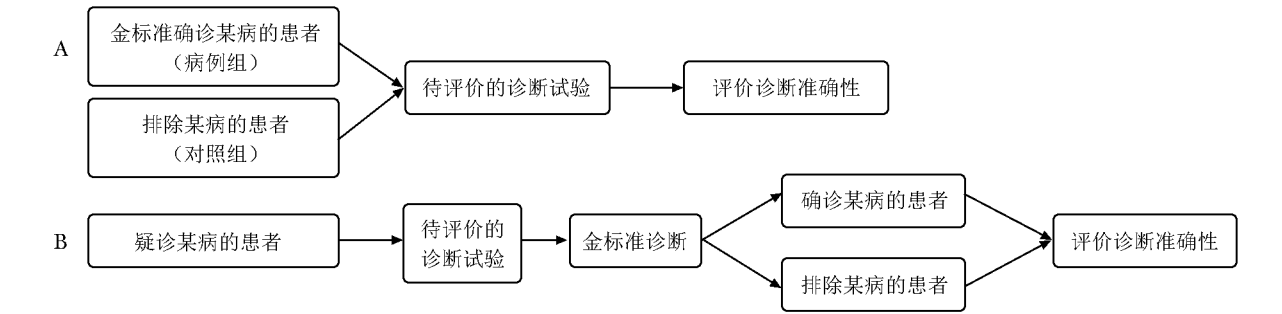 A
金标准确诊某病的患者
（病例组）
排除某病的患者
（对照组）
待评价的诊断试验
评价诊断准确性
B
疑诊某病的患者
待评价的
诊断试验
金标准诊断
确诊某病的患者
排除某病的患者
评价诊断准确性